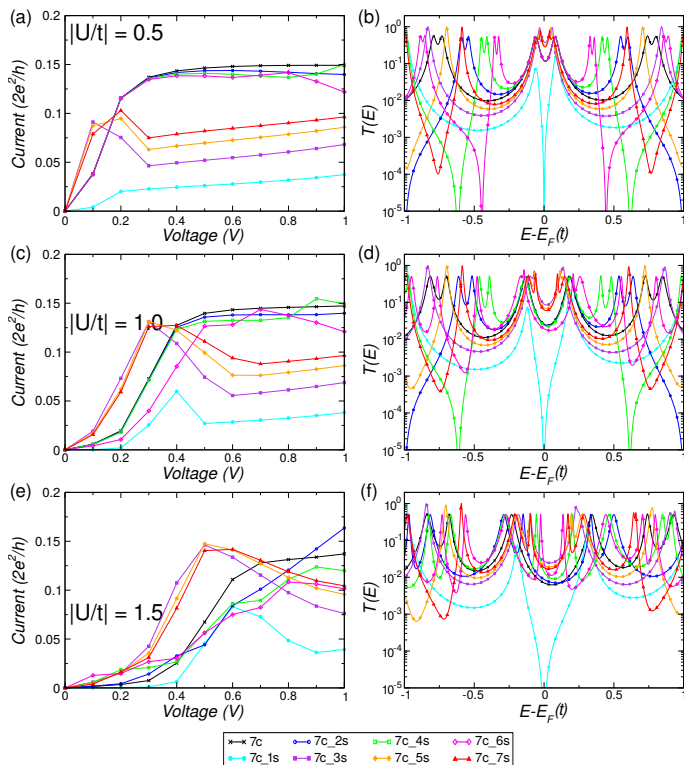 (a)
|U/t| = 0.5
Current (2e²/h)
0.2
0.15
0.1
0.05
0
0 0.2 0.4 0.6 0.8 1
Voltage (V)
(b)
T(E)
10⁰
10⁻¹
10⁻²
10⁻³
10⁻⁴
10⁻⁵
-1 -0.5 0 0.5 1
E-E_F(t)
(c)
|U/t| = 1.0
Current (2e²/h)
0.2
0.15
0.1
0.05
0
0 0.2 0.4 0.6 0.8 1
Voltage (V)
(d)
T(E)
10⁰
10⁻¹
10⁻²
10⁻³
10⁻⁴
10⁻⁵
-1 -0.5 0 0.5 1
E-E_F(t)
(e)
|U/t| = 1.5
Current (2e²/h)
0.2
0.15
0.1
0.05
0
0 0.2 0.4 0.6 0.8 1
Voltage (V)
(f)
T(E)
10⁰
10⁻¹
10⁻²
10⁻³
10⁻⁴
10⁻⁵
-1 -0.5 0 0.5 1
E-E_F(t)
7c 7c_2s 7c_4s 7c_6s
7c_1s 7c_3s 7c_5s 7c_7s